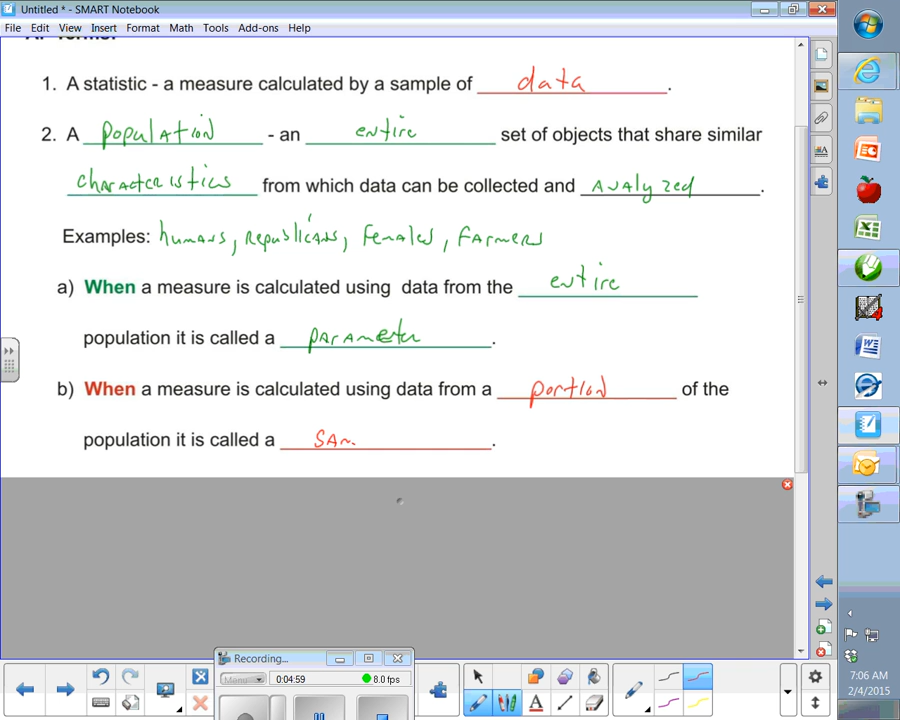 Untitled * - SMART Notebook
File Edit View Insert Format Math Tools Add-ons Help
1. A statistic - a measure calculated by a sample of data.
2. A population - an entire set of objects that share similar
characteristics from which data can be collected and analyzed.
Examples: humans, Republicans, Females, Farmers
a) When a measure is calculated using data from the entire
population it is called a parameter.
b) When a measure is calculated using data from a portion of the
population it is called a sam
Recording...
Menu 0:04:59 8.0 fps
7:06 AM
2/4/2015